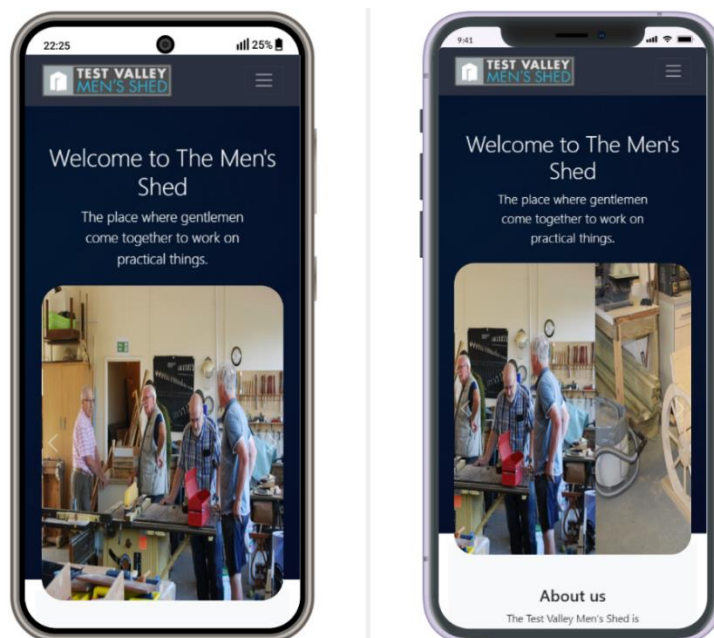 22:25
25%
TEST VALLEY
MEN'S SHED
Welcome to The Men's
Shed
The place where gentlemen
come together to work on
practical things.
9:41
TEST VALLEY
MEN'S SHED
Welcome to The Men's
Shed
The place where gentlemen
come together to work on
practical things.
About us
The Test Valley Men's Shed is